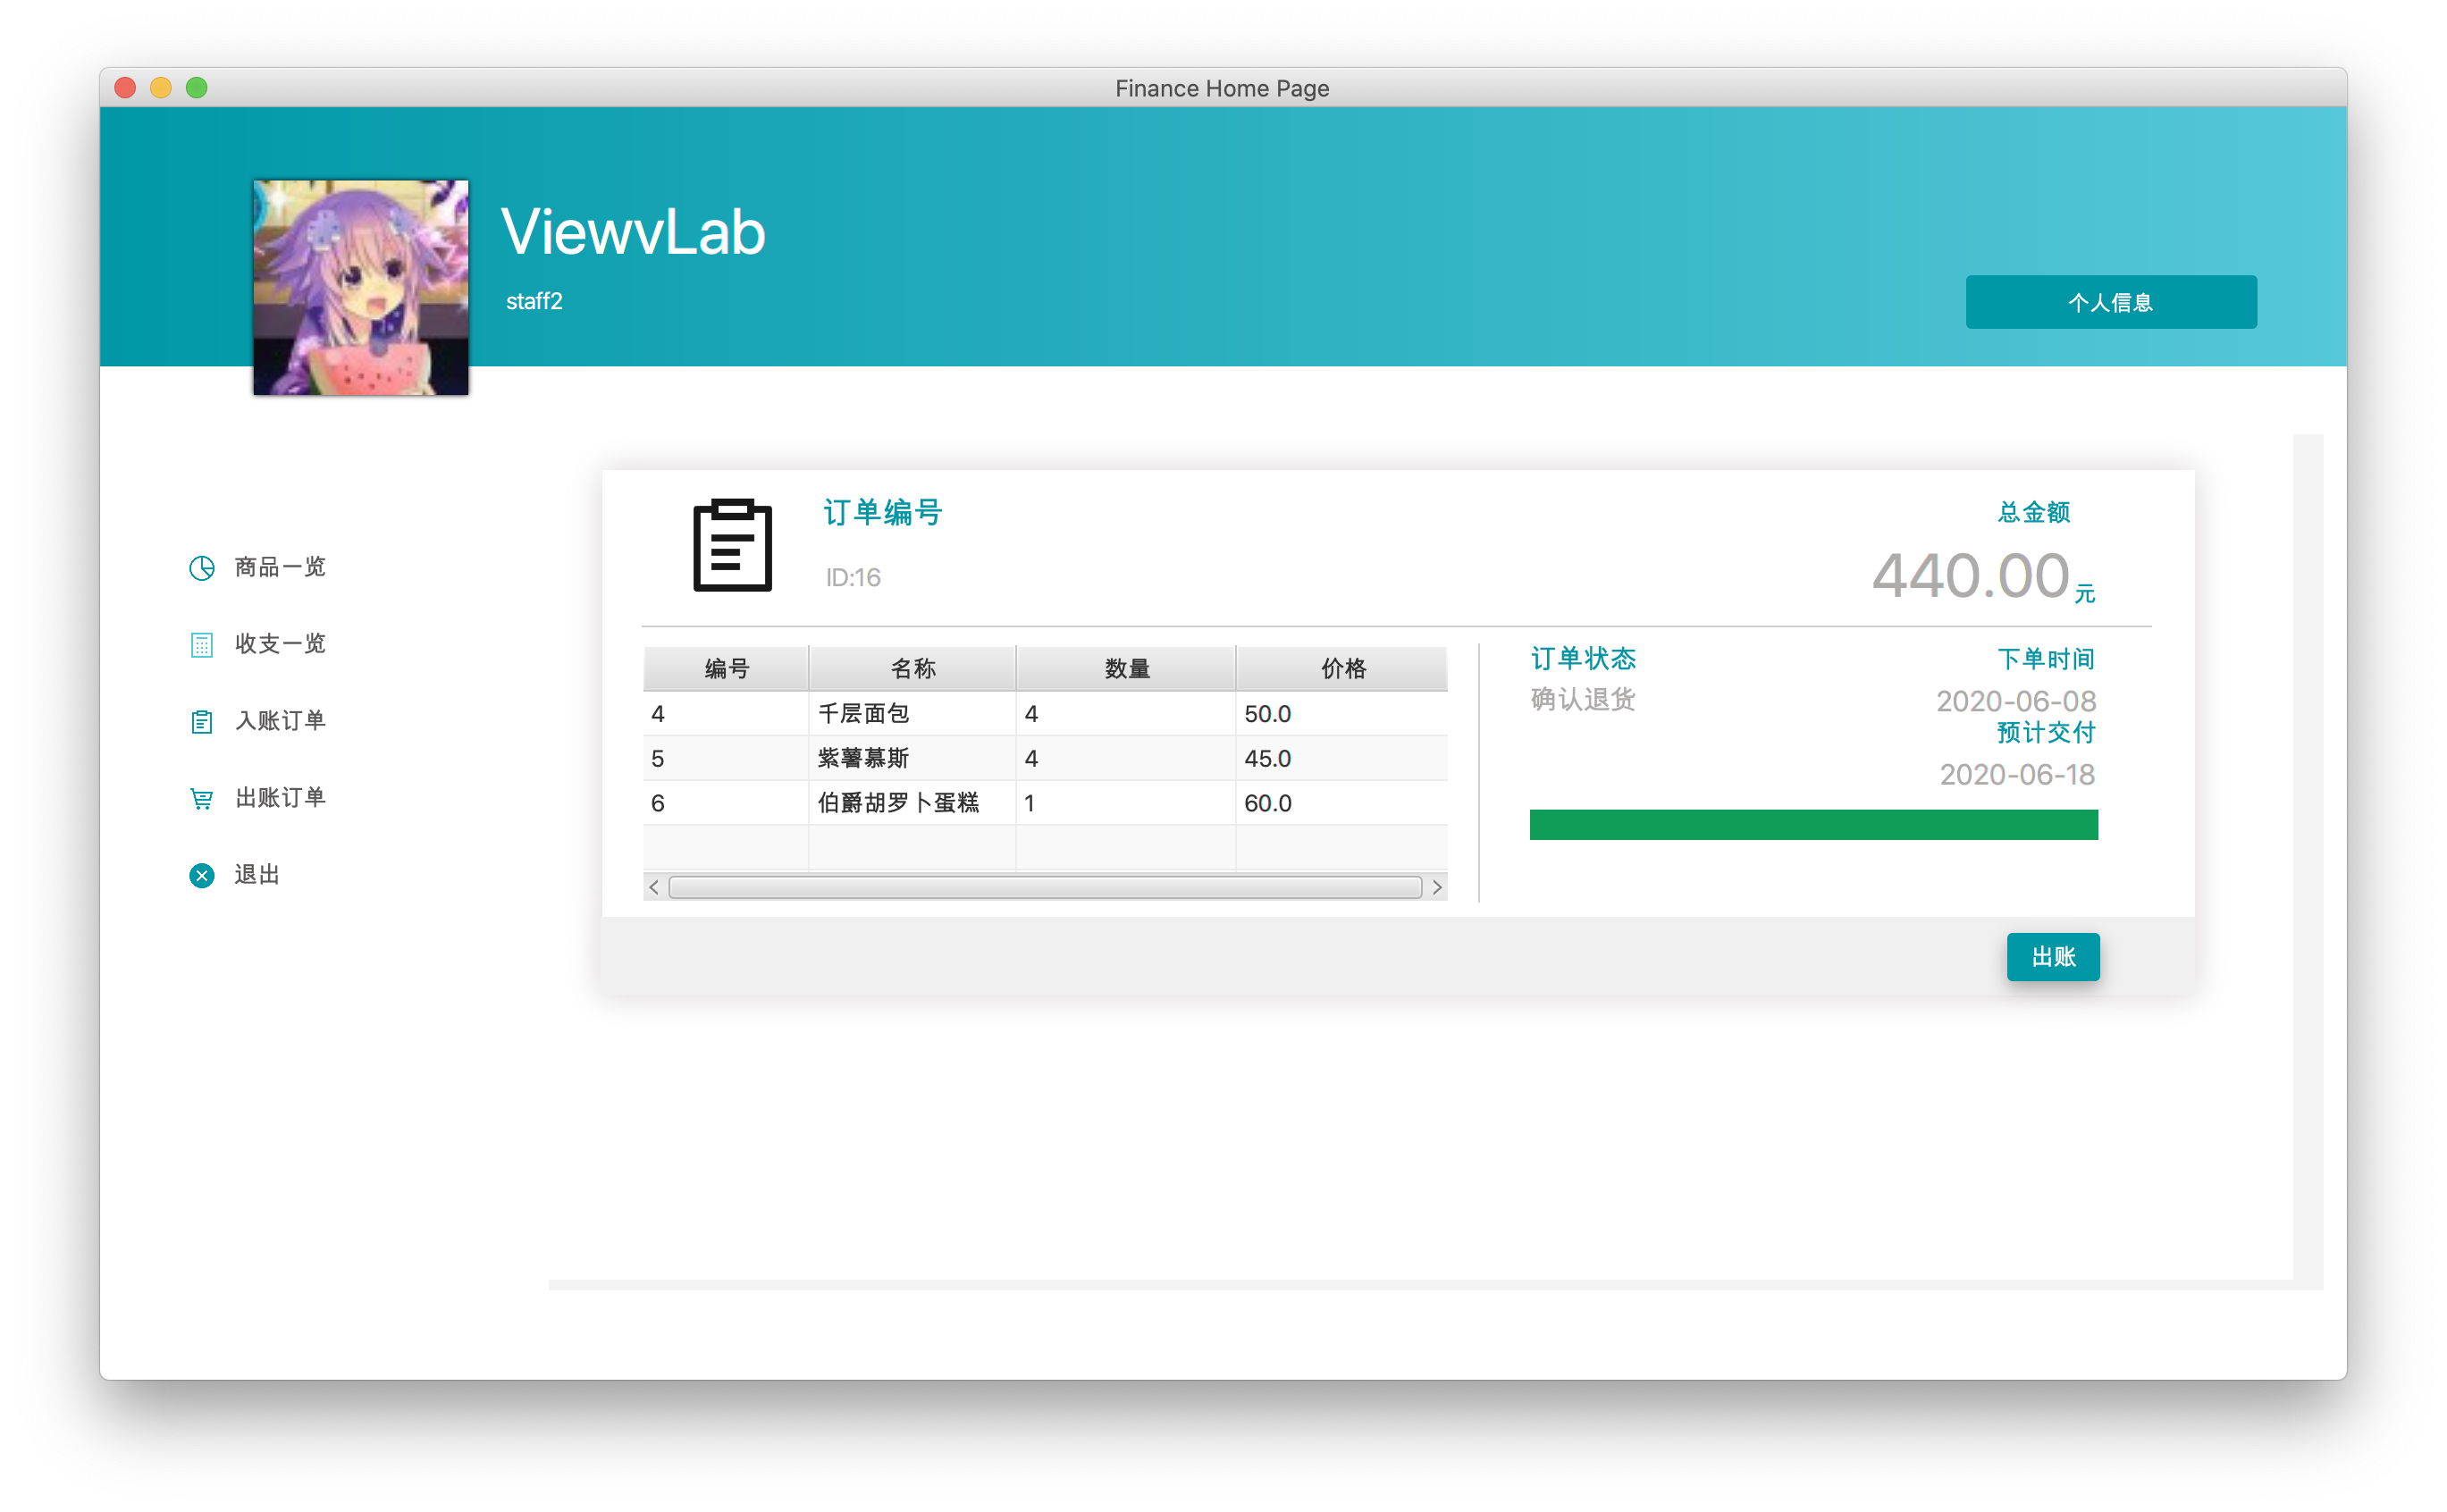 Finance Home Page
ViewvLab
staff2
个人信息
商品一览
收支一览
入账订单
出账订单
退出
订单编号
ID:16
总金额
440.00元
编号 名称 数量 价格
4 千层面包 4 50.0
5 紫薯慕斯 4 45.0
6 伯爵胡罗卜蛋糕 1 60.0
订单状态
确认退货
下单时间
2020-06-08
预计交付
2020-06-18
出账